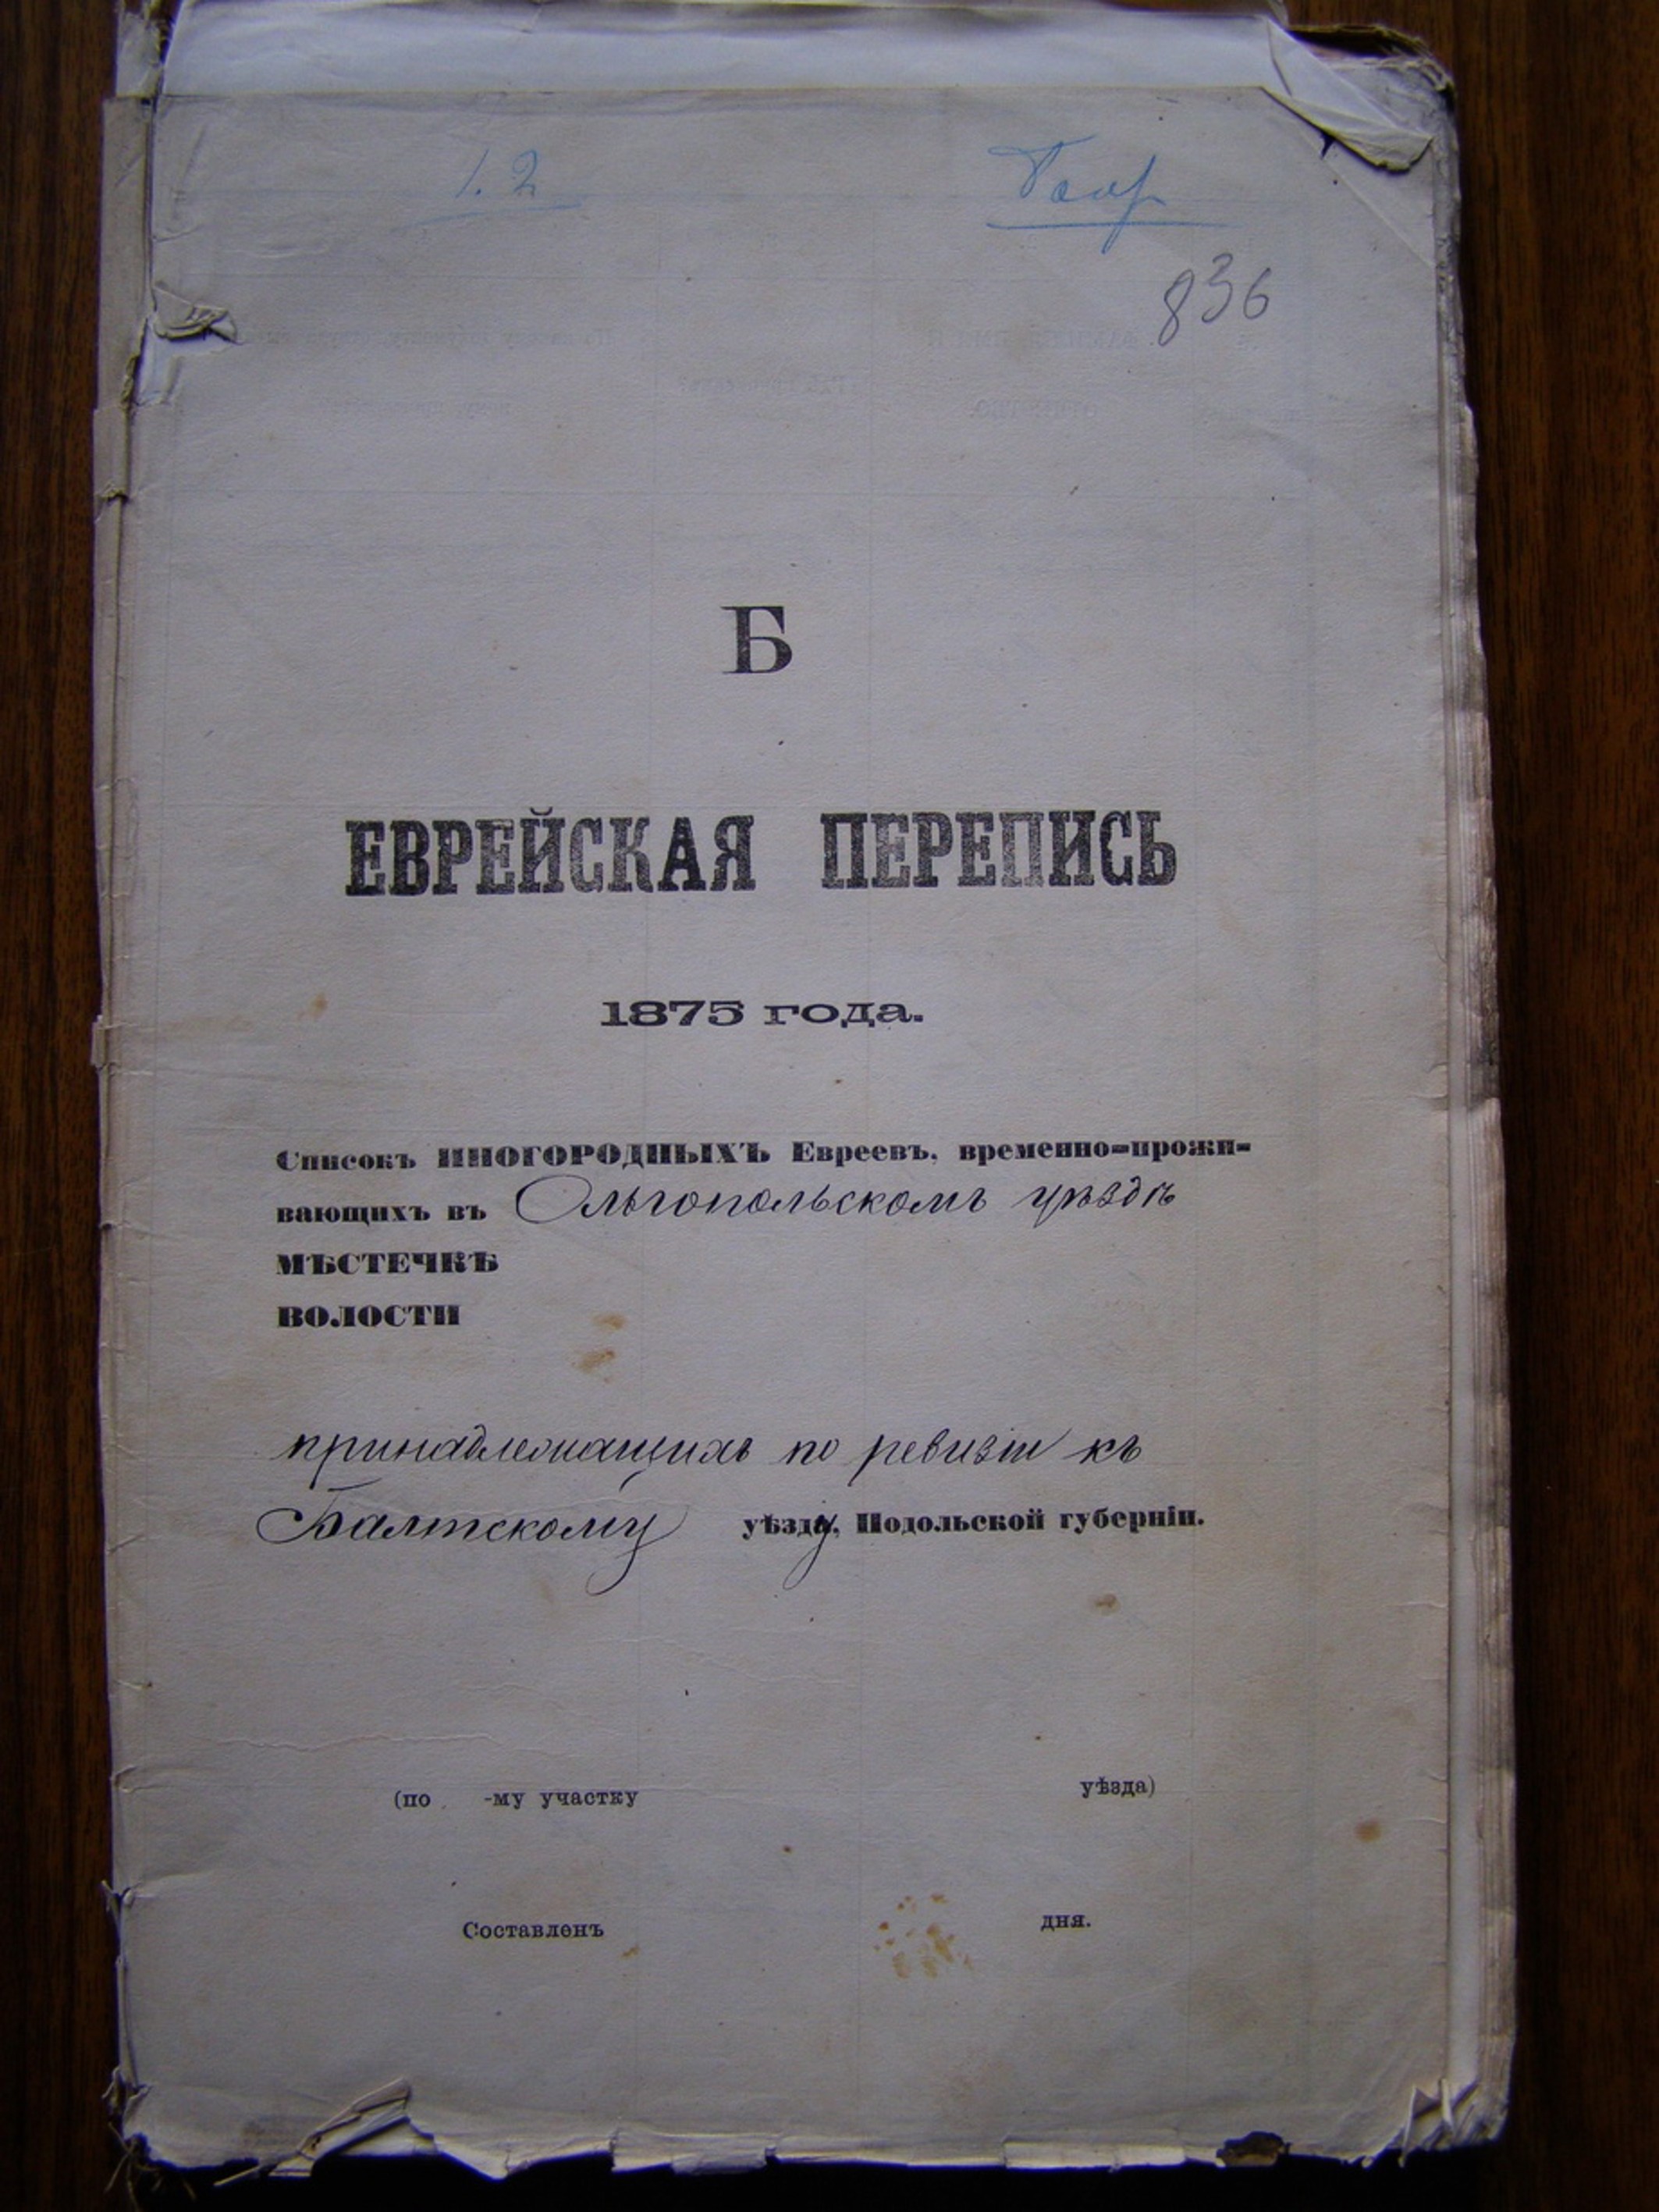 1. 2
836
Б
ЕВРЕЙСКАЯ ПЕРЕПИСЬ
1875 года.
Списокъ ИНОГОРОДНЫХЪ Евреевъ, временно=прожи=
вающихъ въ Ольгопольскомъ уѣздѣ
МѢСТЕЧКѢ
ВОЛОСТИ
принадлежащихъ по ревизіи къ
Балтскому уѣзду, Подольской губерніи.
(по -му участку уѣзда)
Составленъ дня.